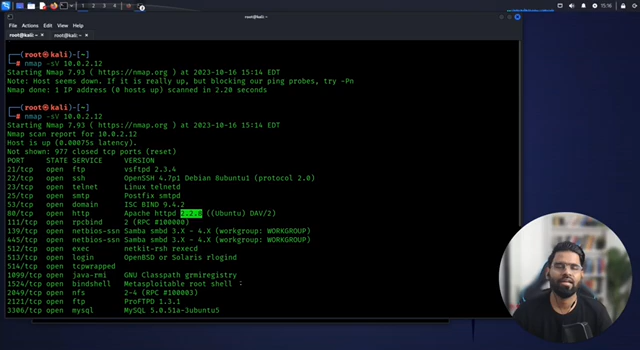 1 2 3 4
15:16
root@kali:~
File Actions Edit View Help
root@kali: ~ × root@kali: ~ ×
┌──(root㉿kali)-[~]
└─# nmap -sV 10.0.2.12
Starting Nmap 7.93 ( https://nmap.org ) at 2023-10-16 15:14 EDT
Note: Host seems down. If it is really up, but blocking our ping probes, try -Pn
Nmap done: 1 IP address (0 hosts up) scanned in 2.20 seconds
┌──(root㉿kali)-[~]
└─# nmap -sV 10.0.2.12
Starting Nmap 7.93 ( https://nmap.org ) at 2023-10-16 15:14 EDT
Nmap scan report for 10.0.2.12
Host is up (0.00075s latency).
Not shown: 977 closed tcp ports (reset)
PORT STATE SERVICE VERSION
21/tcp open ftp vsftpd 2.3.4
22/tcp open ssh OpenSSH 4.7p1 Debian 8ubuntu1 (protocol 2.0)
23/tcp open telnet Linux telnetd
25/tcp open smtp Postfix smtpd
53/tcp open domain ISC BIND 9.4.2
80/tcp open http Apache httpd 2.2.8 ((Ubuntu) DAV/2)
111/tcp open rpcbind 2 (RPC #100000)
139/tcp open netbios-ssn Samba smbd 3.X - 4.X (workgroup: WORKGROUP)
445/tcp open netbios-ssn Samba smbd 3.X - 4.X (workgroup: WORKGROUP)
512/tcp open exec netkit-rsh rexecd
513/tcp open login OpenBSD or Solaris rlogind
514/tcp open tcpwrapped
1099/tcp open java-rmi GNU Classpath grmiregistry
1524/tcp open bindshell Metasploitable root shell
2049/tcp open nfs 2-4 (RPC #100003)
2121/tcp open ftp ProFTPD 1.3.1
3306/tcp open mysql MySQL 5.0.51a-3ubuntu5